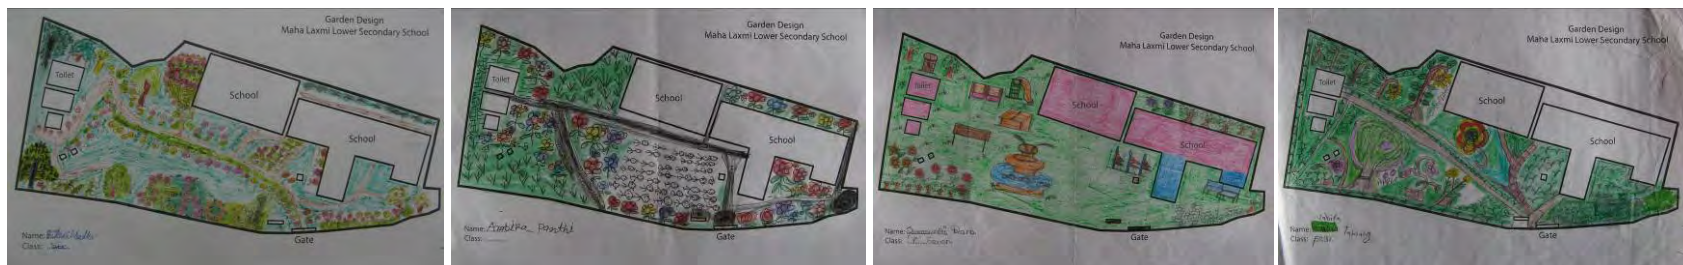 Garden Design
Maha Laxmi Lower Secondary School
Toilet
School
School
Gate
Name:
Class:
Garden Design
Maha Laxmi Lower Secondary School
Toilet
School
School
Gate
Name: Ambika Panthi
Class:
Garden Design
Maha Laxmi Lower Secondary School
Toilet
School
School
Gate
Name:
Class:
Garden Design
Maha Laxmi Lower Secondary School
Toilet
School
School
Gate
Name:
Class: